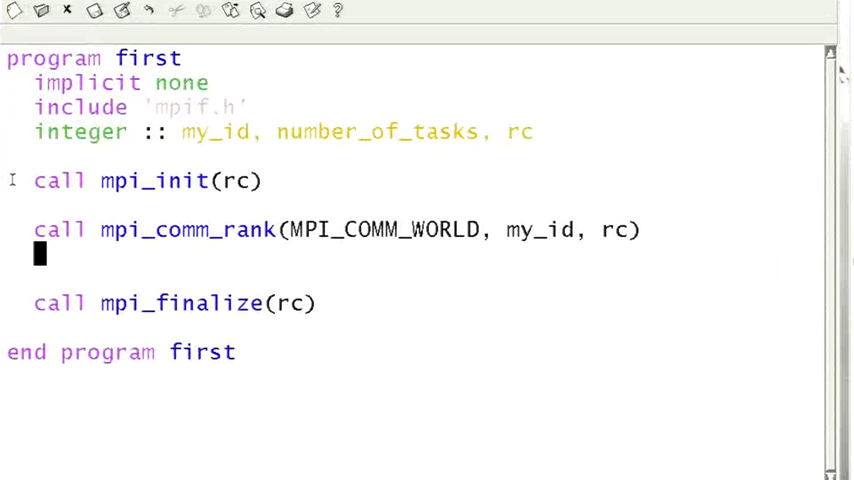 program first
implicit none
include 'mpif.h'
integer :: my_id, number_of_tasks, rc
call mpi_init(rc)
call mpi_comm_rank(MPI_COMM_WORLD, my_id, rc)
call mpi_finalize(rc)
end program first